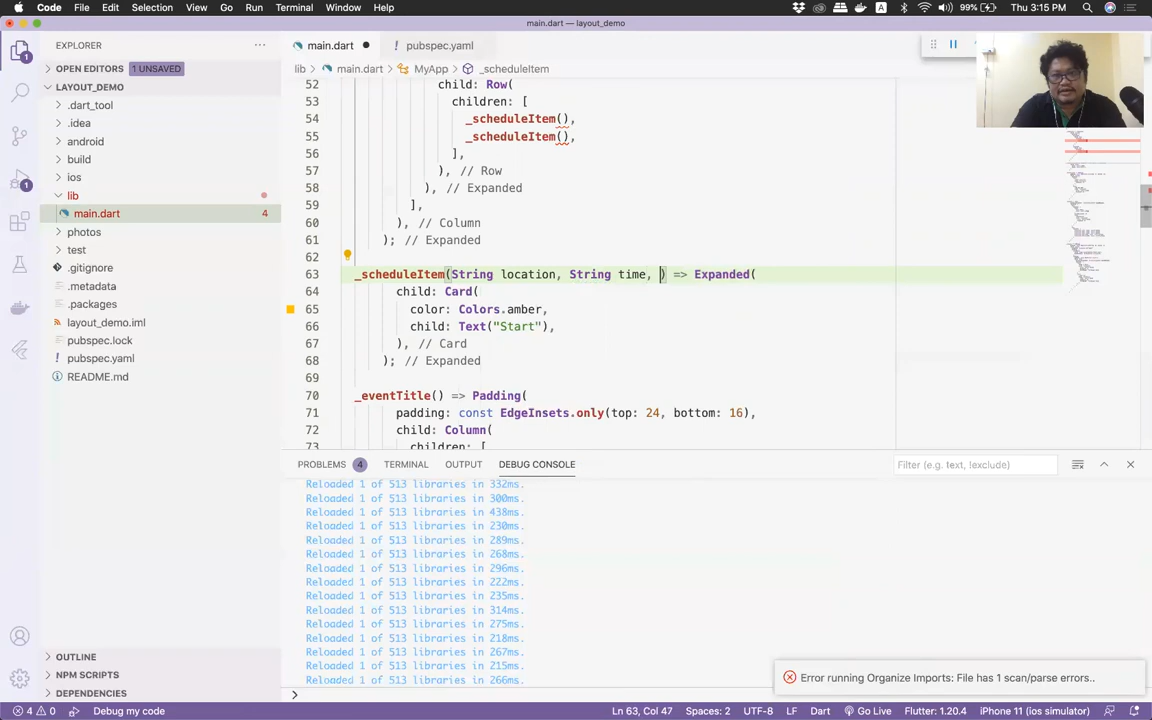 Code File Edit Selection View Go Run Terminal Window Help
99% Thu 3:15 PM
main.dart — layout_demo
EXPLORER
main.dart
pubspec.yaml
OPEN EDITORS 1 UNSAVED
lib > main.dart > MyApp > _scheduleItem
LAYOUT_DEMO
.dart_tool
.idea
android
build
ios
lib
main.dart 4
photos
test
.gitignore
.metadata
.packages
layout_demo.iml
pubspec.lock
pubspec.yaml
README.md
OUTLINE
NPM SCRIPTS
DEPENDENCIES
52 child: Row(
53 children: [
54 _scheduleItem(),
55 _scheduleItem(),
56 ],
57 ), // Row
58 ), // Expanded
59 ],
60 ), // Column
61 ); // Expanded
62
63 _scheduleItem(String location, String time, ) => Expanded(
64 child: Card(
65 color: Colors.amber,
66 child: Text("Start"),
67 ), // Card
68 ); // Expanded
69
70 _eventTitle() => Padding(
71 padding: const EdgeInsets.only(top: 24, bottom: 16),
72 child: Column(
73 children: [
PROBLEMS 4 TERMINAL OUTPUT DEBUG CONSOLE
Filter (e.g. text, !exclude)
Reloaded 1 of 513 libraries in 332ms.
Reloaded 1 of 513 libraries in 300ms.
Reloaded 1 of 513 libraries in 438ms.
Reloaded 1 of 513 libraries in 230ms.
Reloaded 1 of 513 libraries in 289ms.
Reloaded 1 of 513 libraries in 268ms.
Reloaded 1 of 513 libraries in 296ms.
Reloaded 1 of 513 libraries in 222ms.
Reloaded 1 of 513 libraries in 235ms.
Reloaded 1 of 513 libraries in 314ms.
Reloaded 1 of 513 libraries in 275ms.
Reloaded 1 of 513 libraries in 218ms.
Reloaded 1 of 513 libraries in 267ms.
Reloaded 1 of 513 libraries in 215ms.
Reloaded 1 of 513 libraries in 266ms.
Error running Organize Imports: File has 1 scan/parse errors..
4 0 Debug my code
Ln 63, Col 47 Spaces: 2 UTF-8 LF Dart Go Live Flutter: 1.20.4 iPhone 11 (ios simulator)